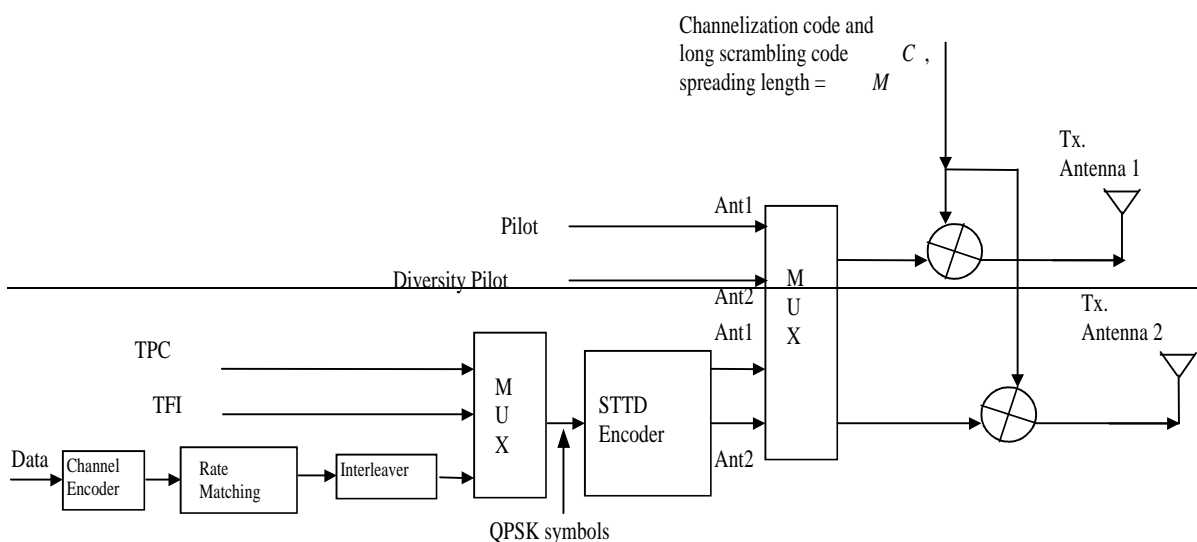 Channelization code and
long scrambling code C ,
spreading length = M
Tx.
Antenna 1
Ant1
Pilot
Diversity Pilot
Ant2
M
U
X
Tx.
Antenna 2
Ant1
TPC
TFI
M
U
X
STTD
Encoder
Ant2
Data
Channel
Encoder
Rate
Matching
Interleaver
QPSK symbols